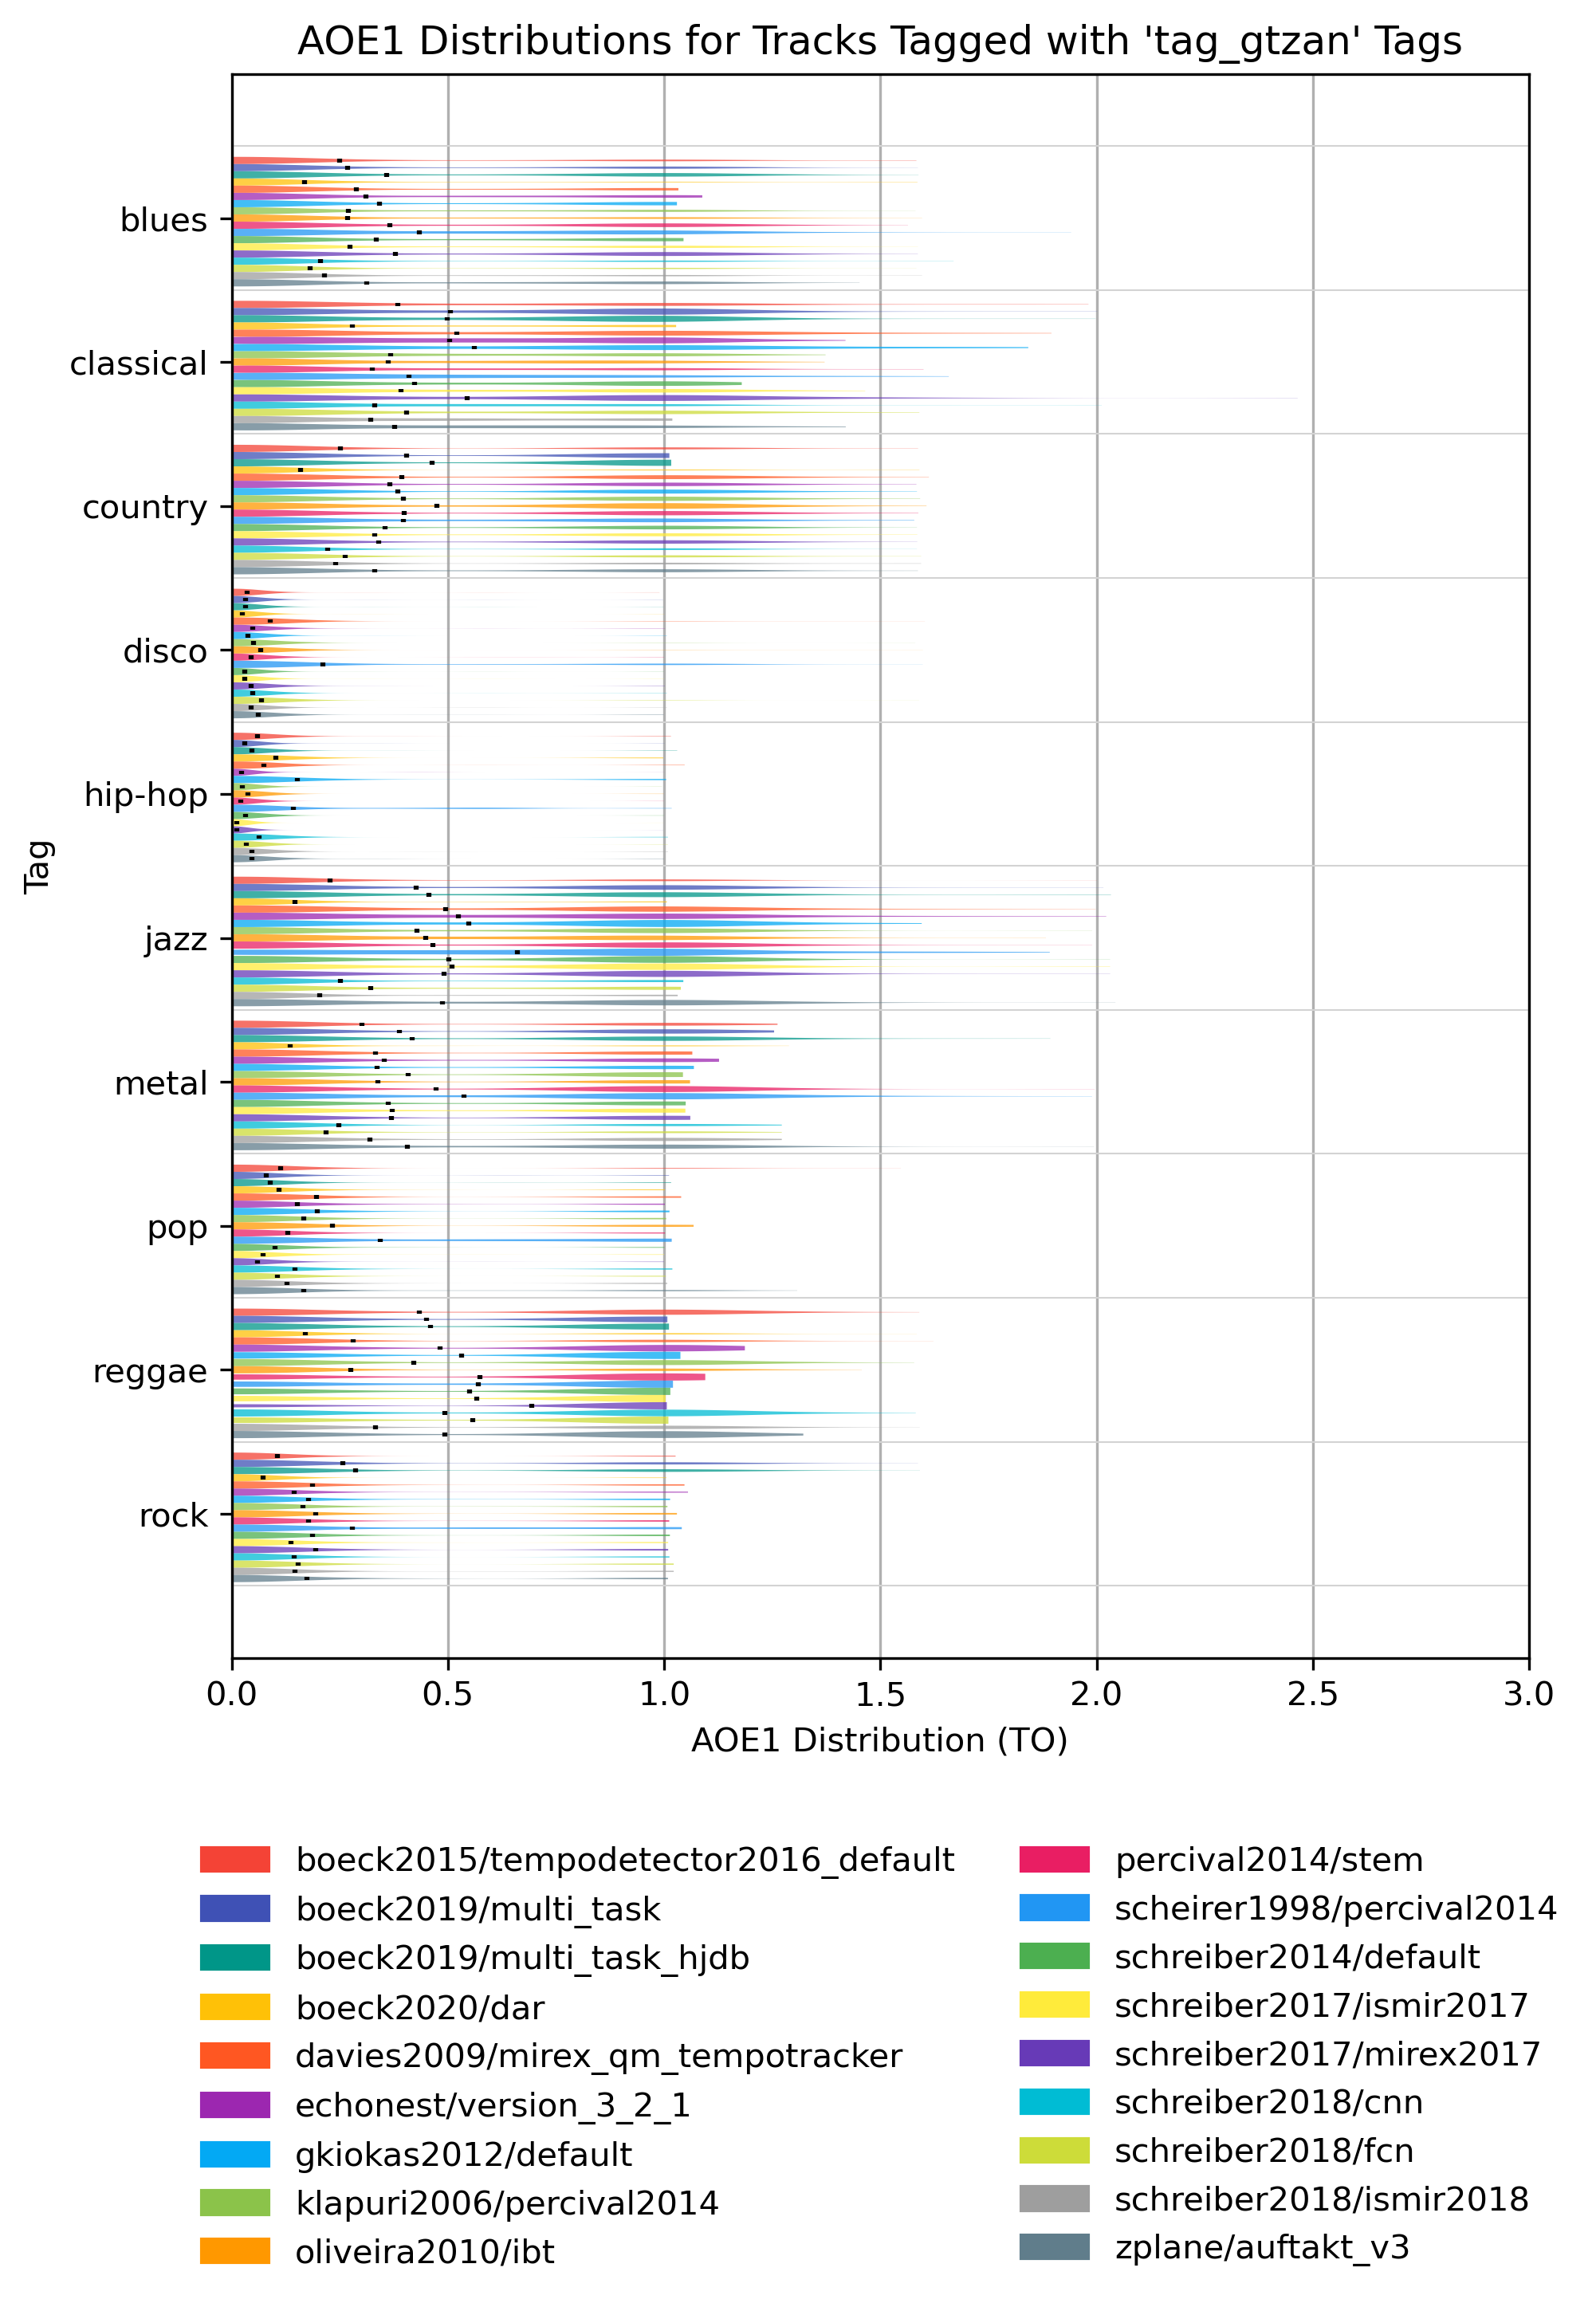 AOE1 Distributions for Tracks Tagged with 'tag_gtzan' Tags
blues
classical
country
disco
hip-hop
jazz
metal
pop
reggae
rock
Tag
0.0 0.5 1.0 1.5 2.0 2.5 3.0
AOE1 Distribution (TO)
boeck2015/tempodetector2016_default
boeck2019/multi_task
boeck2019/multi_task_hjdb
boeck2020/dar
davies2009/mirex_qm_tempotracker
echonest/version_3_2_1
gkiokas2012/default
klapuri2006/percival2014
oliveira2010/ibt
percival2014/stem
scheirer1998/percival2014
schreiber2014/default
schreiber2017/ismir2017
schreiber2017/mirex2017
schreiber2018/cnn
schreiber2018/fcn
schreiber2018/ismir2018
zplane/auftakt_v3